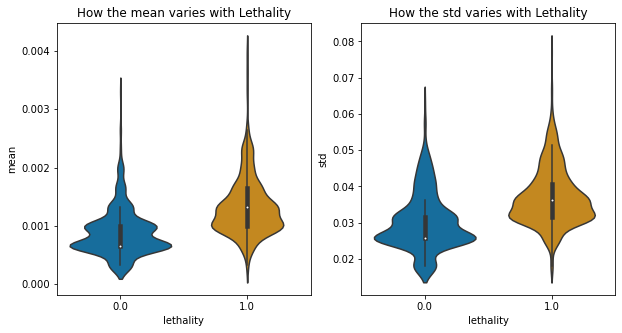 How the mean varies with Lethality
mean
0.004
0.003
0.002
0.001
0.000
0.0
1.0
lethality
How the std varies with Lethality
std
0.08
0.07
0.06
0.05
0.04
0.03
0.02
0.0
1.0
lethality